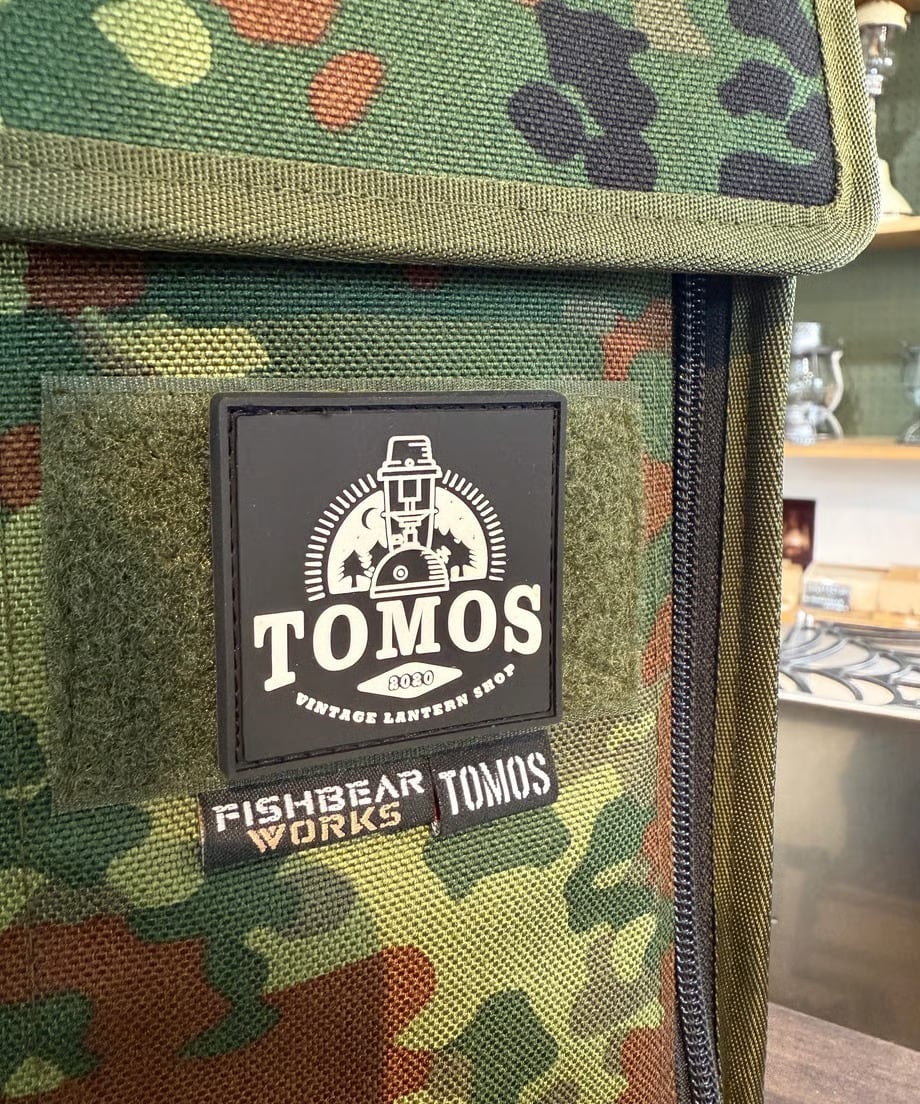 TOMOS
2020
VINTAGE LANTERN SHOP
FISHBEAR
WORKS
TOMOS